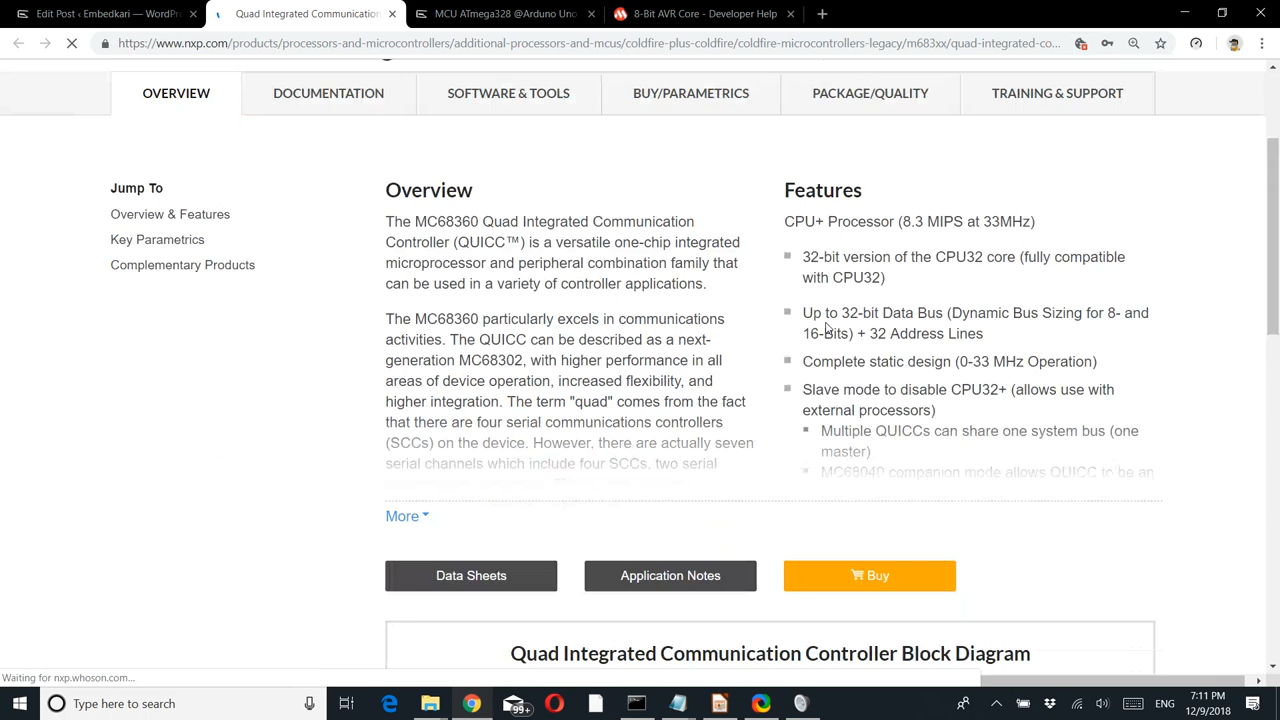 Edit Post ‹ Embedkari — WordPr
Quad Integrated Communication
MCU ATmega328 @Arduino Uno
8-Bit AVR Core - Developer Help
https://www.nxp.com/products/processors-and-microcontrollers/additional-processors-and-mcus/coldfire-plus-coldfire/coldfire-microcontrollers-legacy/m683xx/quad-integrated-co...
OVERVIEW
DOCUMENTATION
SOFTWARE & TOOLS
BUY/PARAMETRICS
PACKAGE/QUALITY
TRAINING & SUPPORT
Jump To
Overview & Features
Key Parametrics
Complementary Products
Overview
The MC68360 Quad Integrated Communication
Controller (QUICC™) is a versatile one-chip integrated
microprocessor and peripheral combination family that
can be used in a variety of controller applications.
The MC68360 particularly excels in communications
activities. The QUICC can be described as a next-
generation MC68302, with higher performance in all
areas of device operation, increased flexibility, and
higher integration. The term "quad" comes from the fact
that there are four serial communications controllers
(SCCs) on the device. However, there are actually seven
serial channels which include four SCCs, two serial
More
Features
CPU+ Processor (8.3 MIPS at 33MHz)
32-bit version of the CPU32 core (fully compatible
with CPU32)
Up to 32-bit Data Bus (Dynamic Bus Sizing for 8- and
16-bits) + 32 Address Lines
Complete static design (0-33 MHz Operation)
Slave mode to disable CPU32+ (allows use with
external processors)
Multiple QUICCs can share one system bus (one
master)
MC68040 companion mode allows QUICC to be an
Data Sheets
Application Notes
Buy
Quad Integrated Communication Controller Block Diagram
Waiting for nxp.whoson.com...
Type here to search
99+
ENG
7:11 PM
12/9/2018